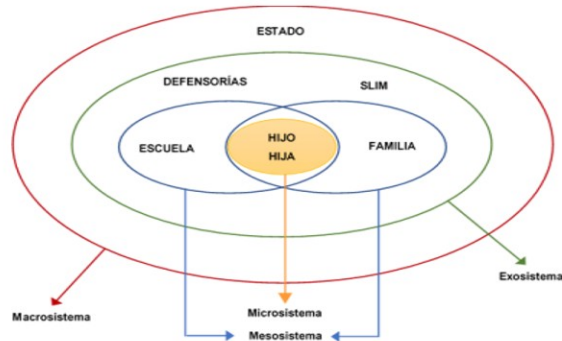 ESTADO
DEFENSORÍAS
SLIM
ESCUELA
HIJO
HIJA
FAMILIA
Exosistema
Macrosistema
Microsistema
Mesosistema